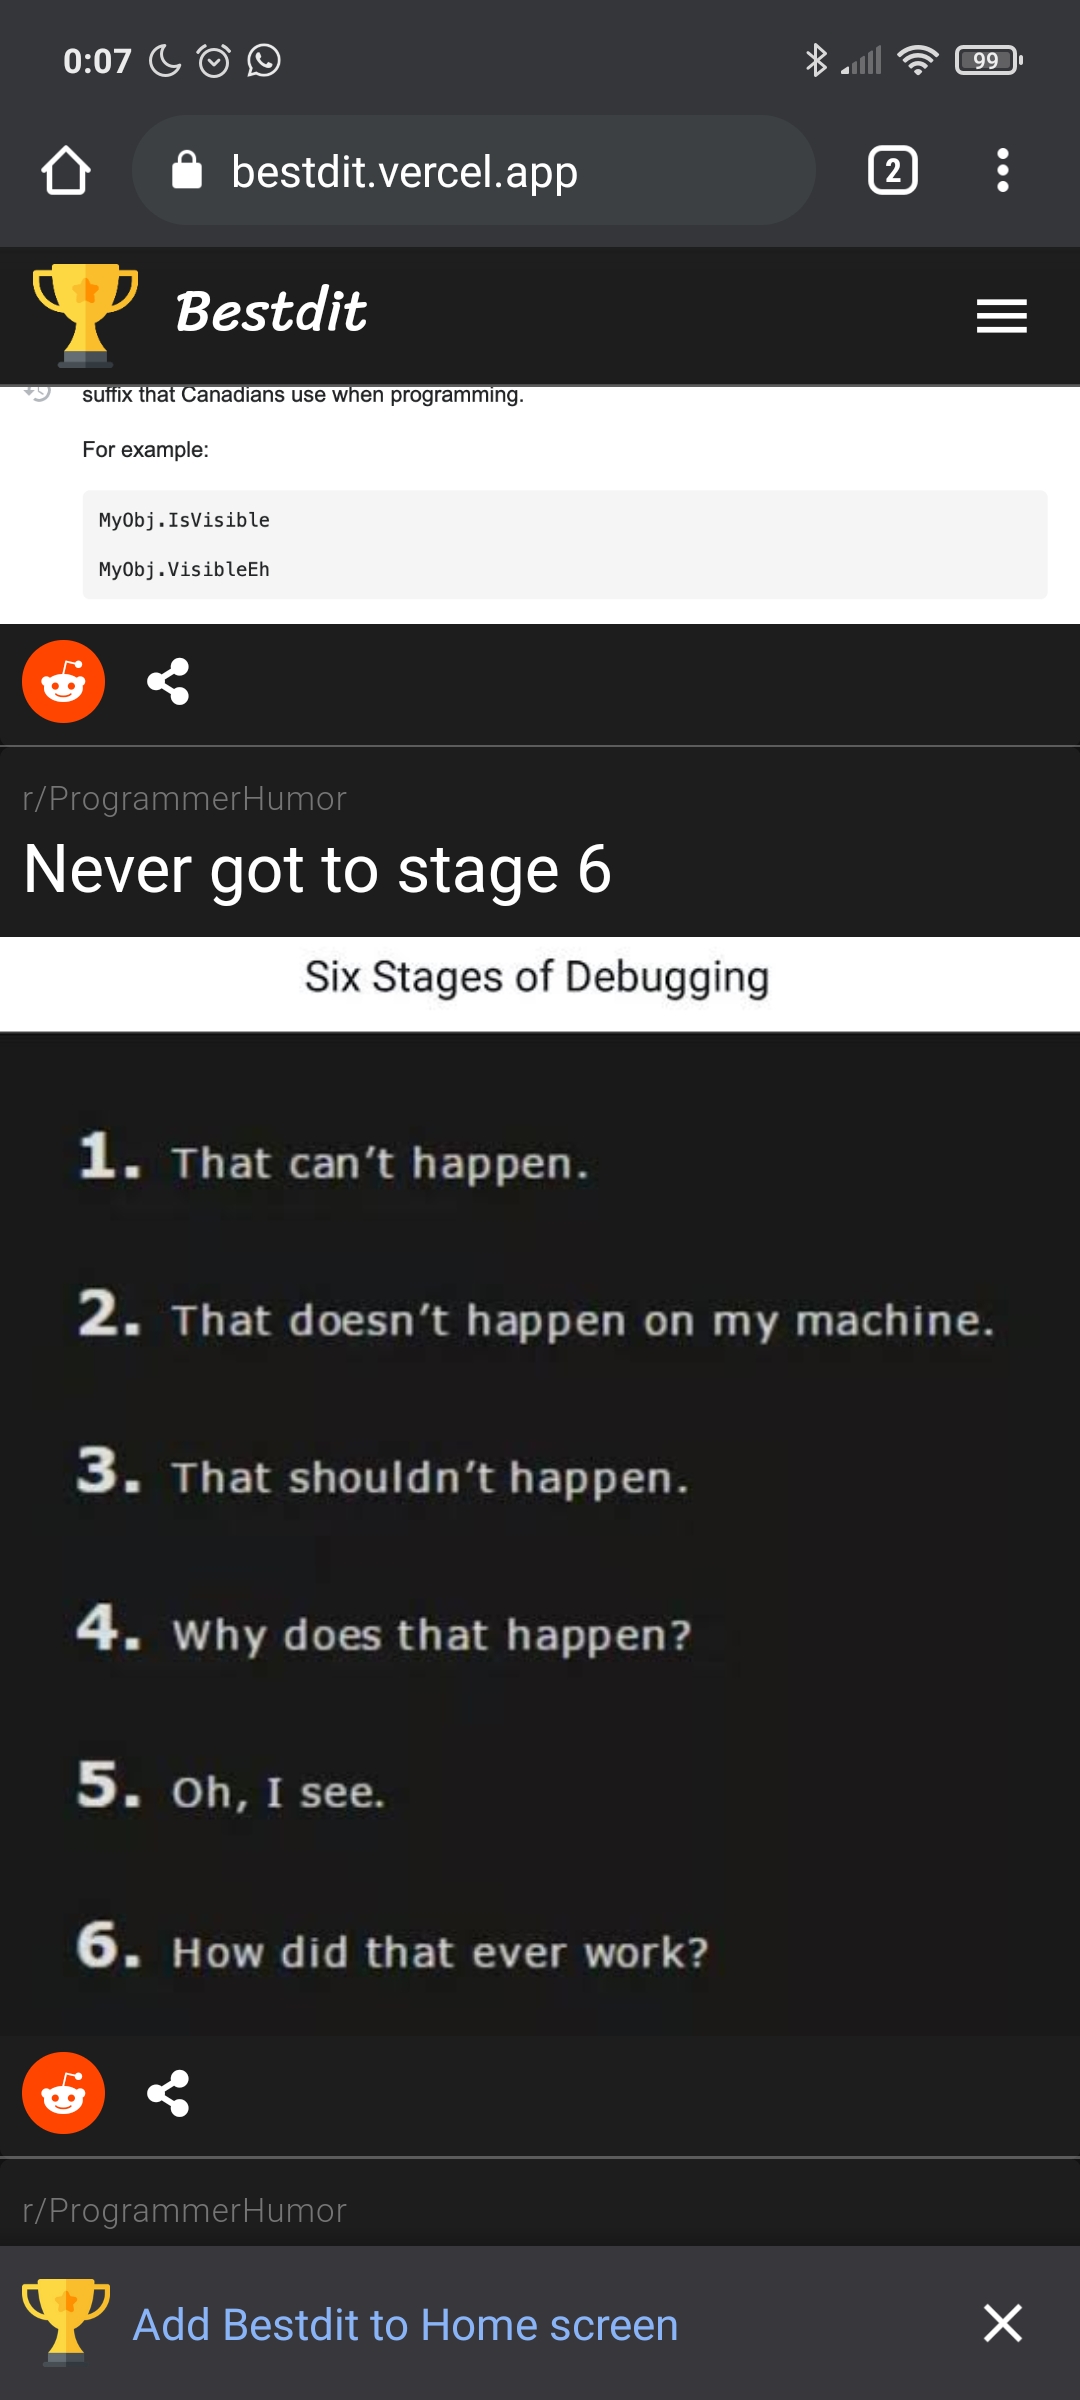 0:07
99
bestdit.vercel.app
2
Bestdit
suffix that Canadians use when programming.
For example:
MyObj.IsVisible
MyObj.VisibleEh
r/ProgrammerHumor
Never got to stage 6
Six Stages of Debugging
1. That can't happen.
2. That doesn't happen on my machine.
3. That shouldn't happen.
4. Why does that happen?
5. Oh, I see.
6. How did that ever work?
r/ProgrammerHumor
Add Bestdit to Home screen